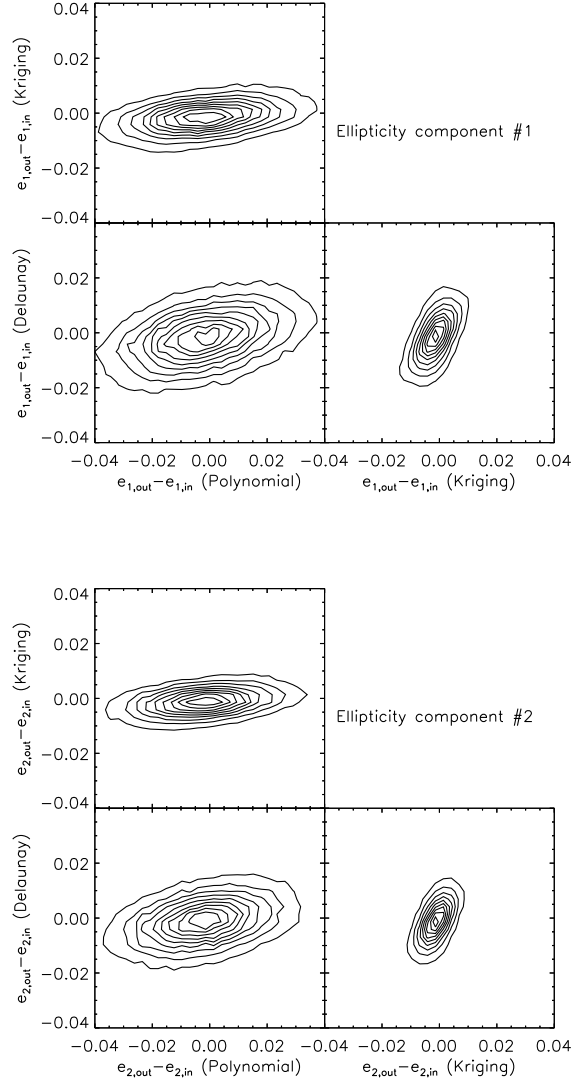 0.04
0.02
0.00
−0.02
−0.04
e1,out−e1,in (Kriging)
Ellipticity component #1
0.02
0.00
−0.02
−0.04
e1,out−e1,in (Delaunay)
−0.04 −0.02 0.00 0.02 −0.04 −0.02 0.00 0.02 0.04
e1,out−e1,in (Polynomial) e1,out−e1,in (Kriging)
0.04
0.02
0.00
−0.02
−0.04
e2,out−e2,in (Kriging)
Ellipticity component #2
0.02
0.00
−0.02
−0.04
e2,out−e2,in (Delaunay)
−0.04 −0.02 0.00 0.02 −0.04 −0.02 0.00 0.02 0.04
e2,out−e2,in (Polynomial) e2,out−e2,in (Kriging)